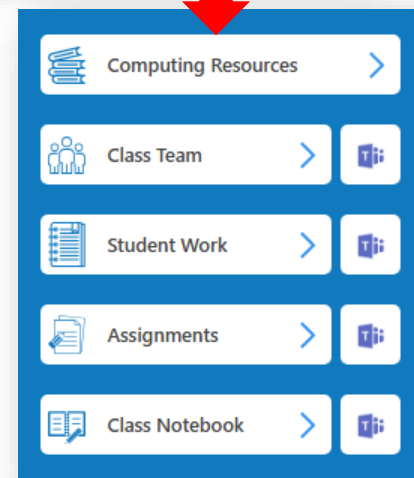 Computing Resources
Class Team
Student Work
Assignments
Class Notebook